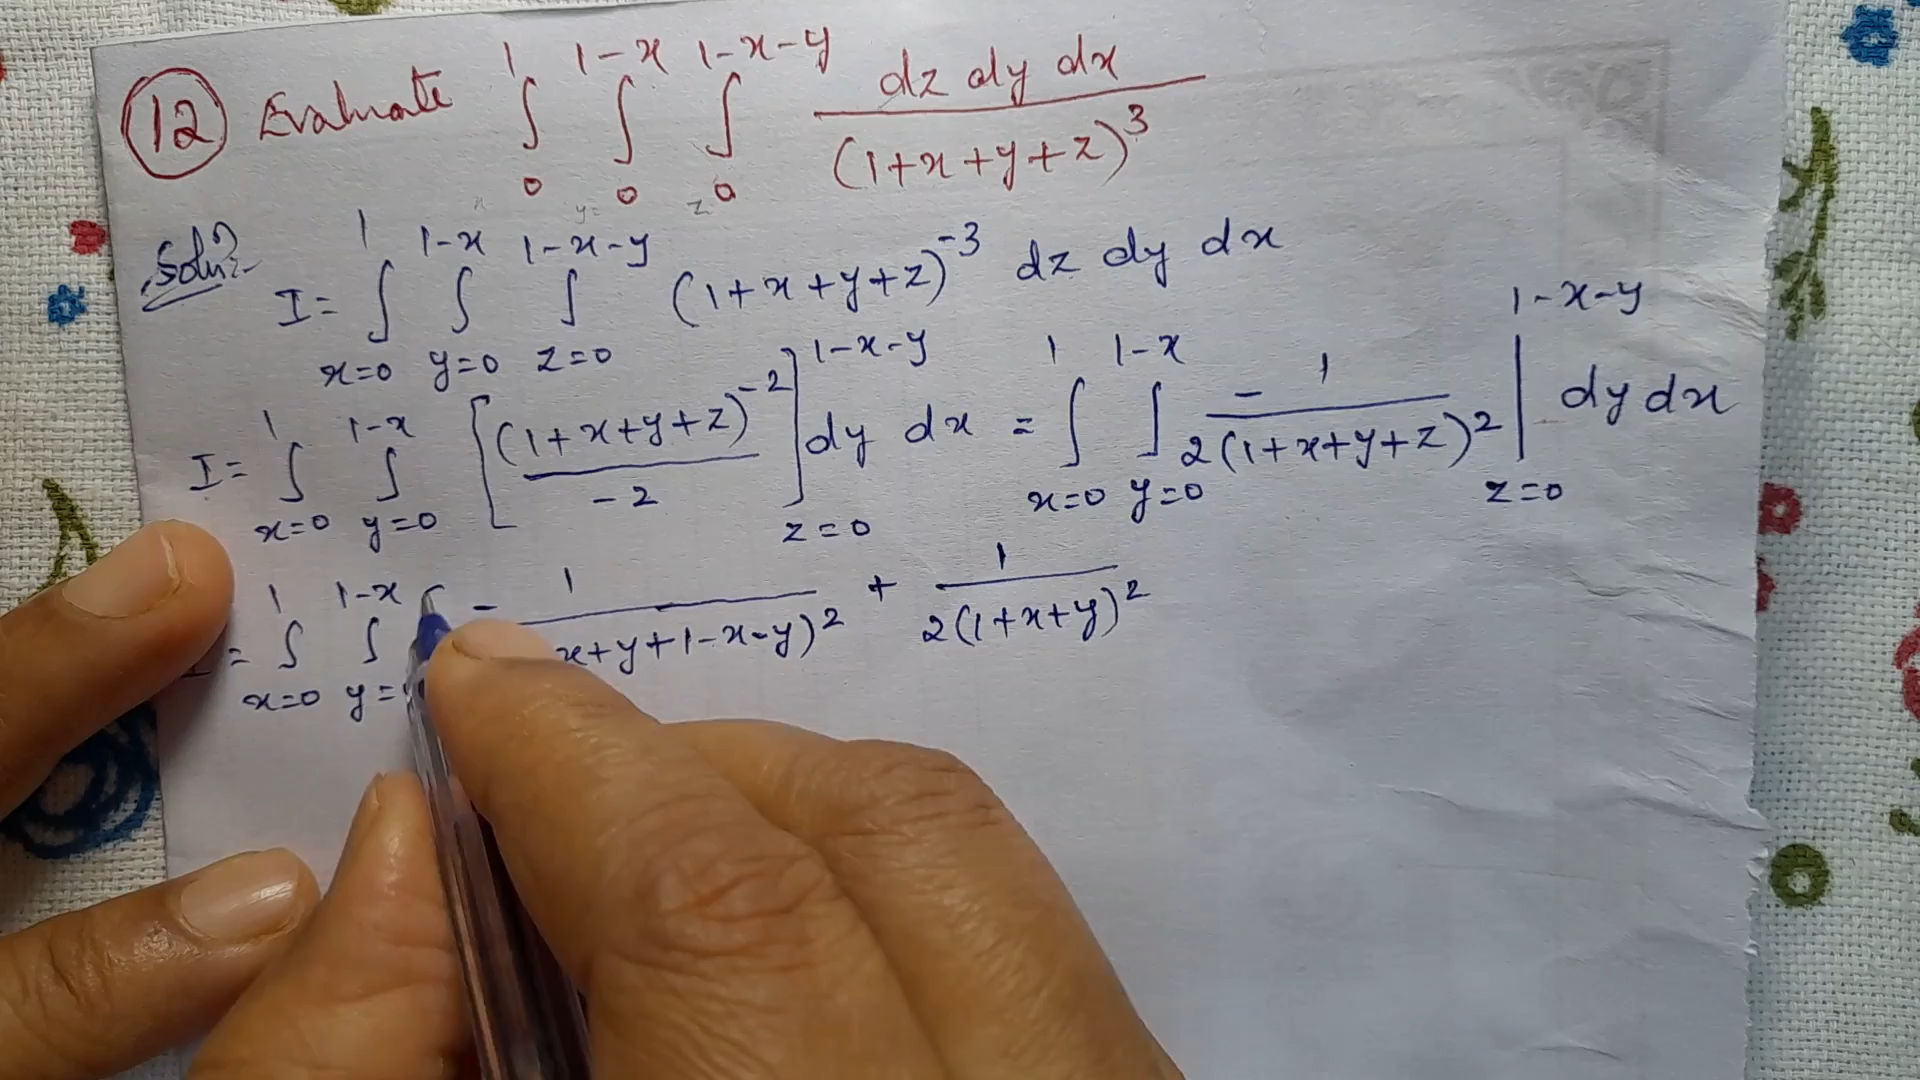 12 Evaluate ∫₀¹ ∫₀^{1-x} ∫₀^{1-x-y} dz dy dx / (1+x+y+z)³
Soln:- I = ∫_{x=0}^{1} ∫_{y=0}^{1-x} ∫_{z=0}^{1-x-y} (1+x+y+z)^{-3} dz dy dx
I = ∫_{x=0}^{1} ∫_{y=0}^{1-x} [(1+x+y+z)^{-2} / -2]_{z=0}^{1-x-y} dy dx = ∫_{x=0}^{1} ∫_{y=0}^{1-x} - 1 / 2(1+x+y+z)² |_{z=0}^{1-x-y} dy dx
= ∫_{x=0}^{1} ∫_{y=}^{1-x} [ - 1 / x+y+1-x-y)² + 1 / 2(1+x+y)²